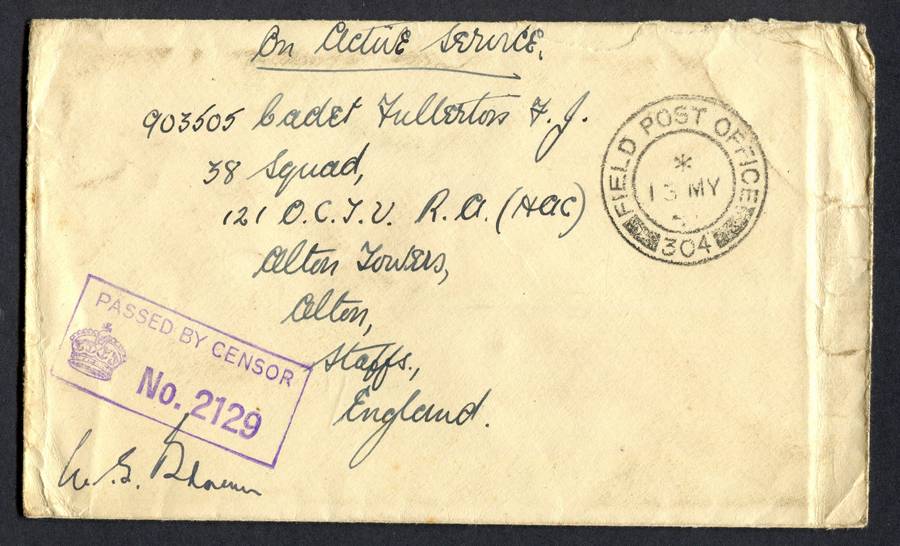 On Active Service.
903505 Cadet Fullerton F. J.
38 Squad,
121 O.C.T.U. R.A. (HAC)
Alton Towers,
Alton,
Staffs.,
England.
FIELD POST OFFICE
*
13 MY
304
PASSED BY CENSOR
No. 2129